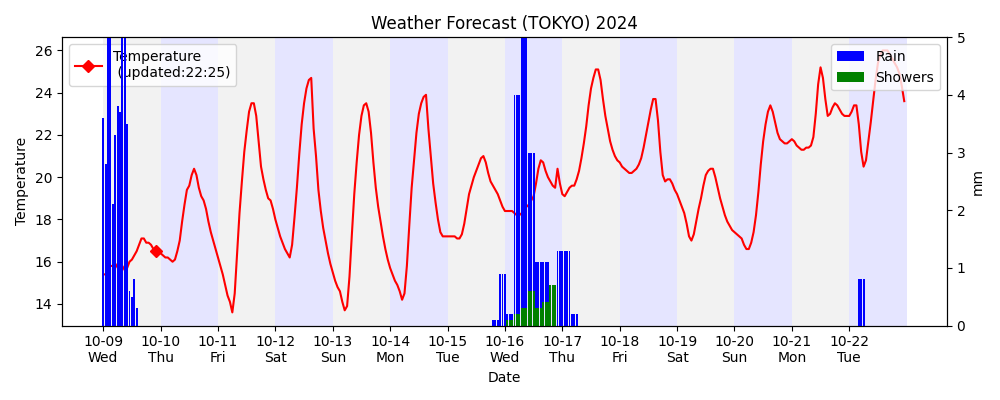 Weather Forecast (TOKYO) 2024
Temperature
(updated:22:25)
Rain
Showers
Temperature
26
24
22
20
18
16
14
5
4
3
2
1
0
mm
10-09 10-10 10-11 10-12 10-13 10-14 10-15 10-16 10-17 10-18 10-19 10-20 10-21 10-22
Wed Thu Fri Sat Sun Mon Tue Wed Thu Fri Sat Sun Mon Tue
Date